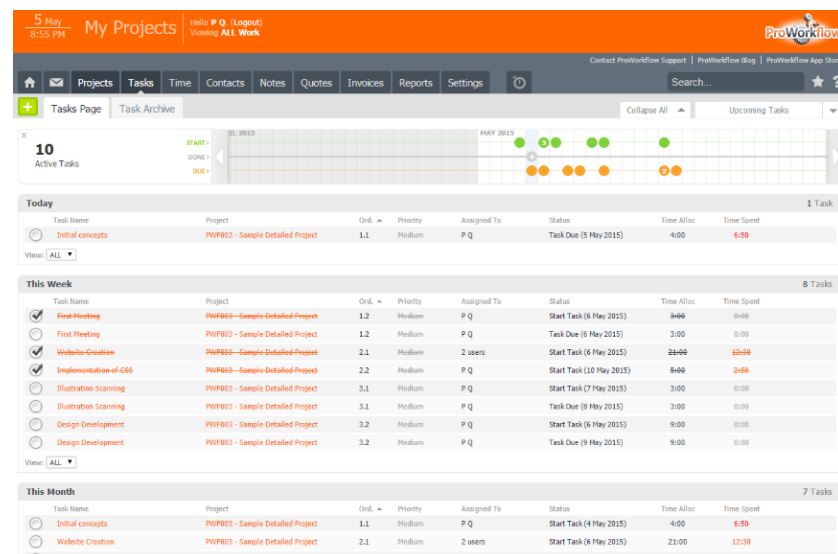 5 May
8:55 PM
My Projects
Hello P Q. (Logout)
Viewing ALL Work
ProWorkflow
Contact ProWorkflow Support | ProWorkflow Blog | ProWorkflow App Stor
Projects Tasks Time Contacts Notes Quotes Invoices Reports Settings Search...
Tasks Page Task Archive Collapse All Upcoming Tasks
10
Active Tasks
2015 MAY 2015
START
DONE
DUE
3
2
Today 1 Task
Task Name Project Ord. Priority Assigned To Status Time Alloc Time Spent
Initial concepts PWF003 - Sample Detailed Project 1.1 Medium P Q Task Due (5 May 2015) 4:00 6:50
View: ALL
This Week 8 Tasks
Task Name Project Ord. Priority Assigned To Status Time Alloc Time Spent
First Meeting PWF003 - Sample Detailed Project 1.2 Medium P Q Start Task (6 May 2015) 3:00 0:00
First Meeting PWF003 - Sample Detailed Project 1.2 Medium P Q Task Due (6 May 2015) 3:00 0:00
Website Creation PWF003 - Sample Detailed Project 2.1 Medium 2 users Start Task (6 May 2015) 21:00 12:30
Implementation of CSS PWF003 - Sample Detailed Project 2.2 Medium P Q Start Task (10 May 2015) 5:00 2:50
Illustration Scanning PWF003 - Sample Detailed Project 3.1 Medium P Q Start Task (7 May 2015) 3:00 0:00
Illustration Scanning PWF003 - Sample Detailed Project 3.1 Medium P Q Task Due (8 May 2015) 3:00 0:00
Design Development PWF003 - Sample Detailed Project 3.2 Medium P Q Start Task (6 May 2015) 9:00 0:00
Design Development PWF003 - Sample Detailed Project 3.2 Medium P Q Task Due (9 May 2015) 9:00 0:00
View: ALL
This Month 7 Tasks
Task Name Project Ord. Priority Assigned To Status Time Alloc Time Spent
Initial concepts PWF003 - Sample Detailed Project 1.1 Medium P Q Start Task (4 May 2015) 4:00 6:50
Website Creation PWF003 - Sample Detailed Project 2.1 Medium 2 users Start Task (6 May 2015) 21:00 12:30